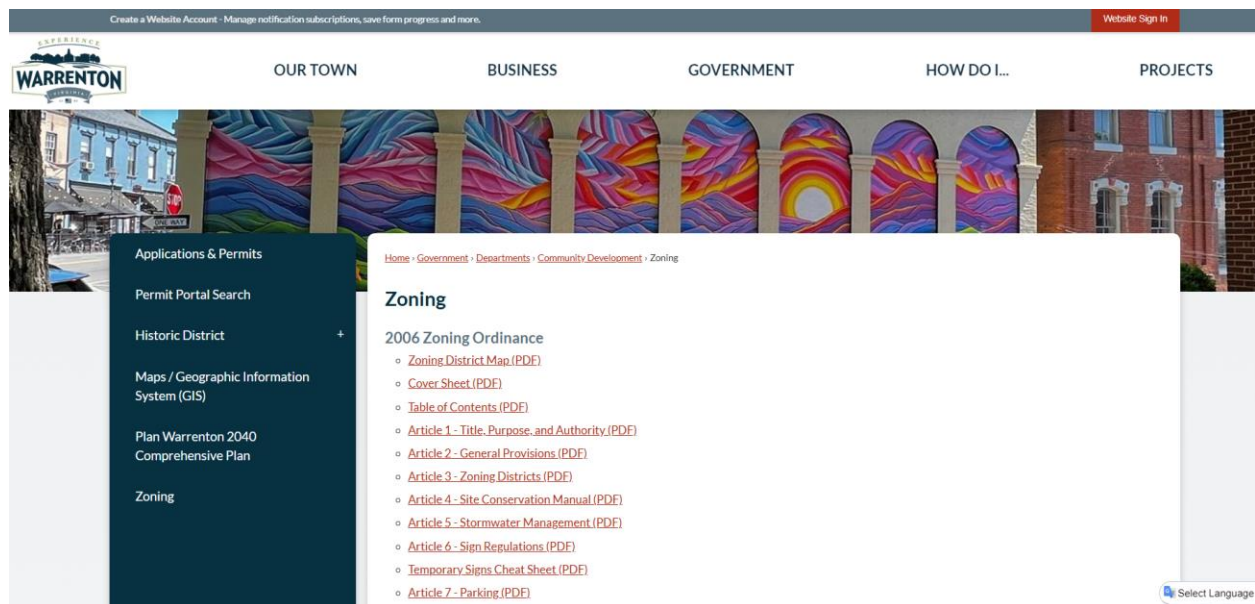 Create a Website Account - Manage notification subscriptions, save form progress and more.
Website Sign In
EXPERIENCE
WARRENTON
VIRGINIA
OUR TOWN
BUSINESS
GOVERNMENT
HOW DO I...
PROJECTS
STOP
ONE WAY
Applications & Permits
Permit Portal Search
Historic District +
Maps / Geographic Information
System (GIS)
Plan Warrenton 2040
Comprehensive Plan
Zoning
Home › Government › Departments › Community Development › Zoning
Zoning
2006 Zoning Ordinance
Zoning District Map (PDF)
Cover Sheet (PDF)
Table of Contents (PDF)
Article 1 - Title, Purpose, and Authority (PDF)
Article 2 - General Provisions (PDF)
Article 3 - Zoning Districts (PDF)
Article 4 - Site Conservation Manual (PDF)
Article 5 - Stormwater Management (PDF)
Article 6 - Sign Regulations (PDF)
Temporary Signs Cheat Sheet (PDF)
Article 7 - Parking (PDF)
Select Language